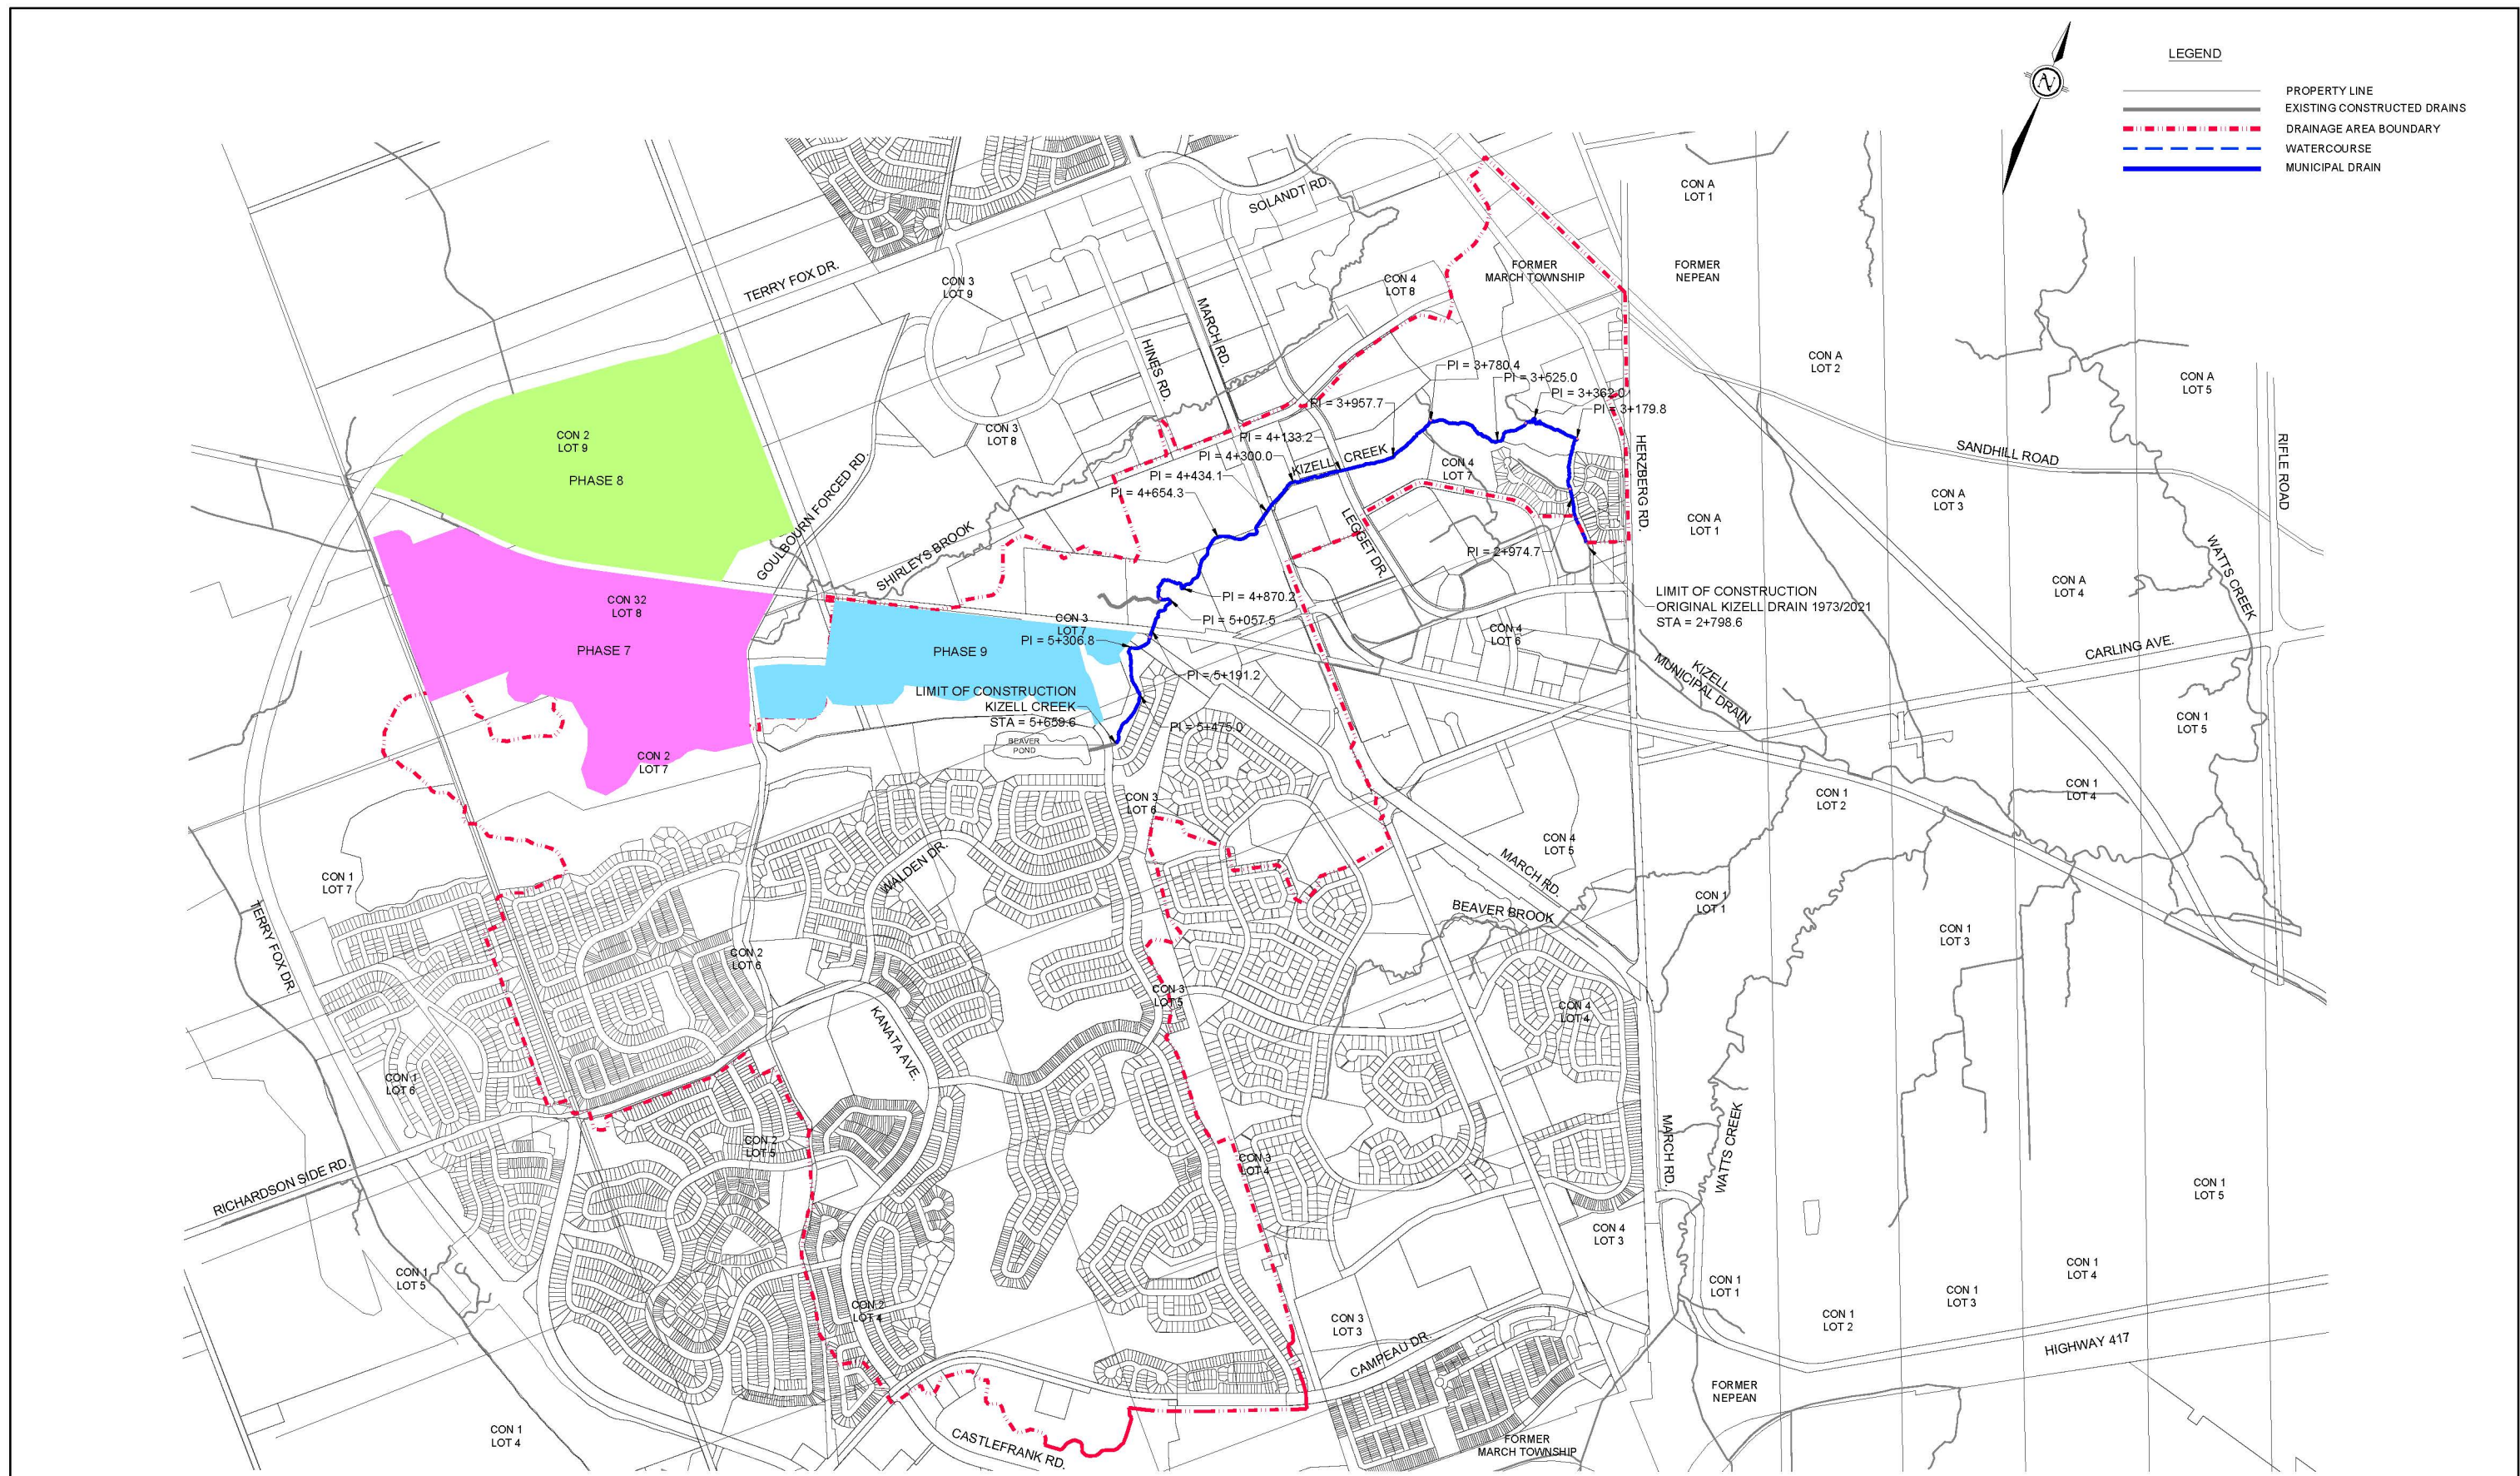 LEGEND
PROPERTY LINE
EXISTING CONSTRUCTED DRAINS
DRAINAGE AREA BOUNDARY
WATERCOURSE
MUNICIPAL DRAIN
N
SOLANDT RD.
CON A
LOT 1
TERRY FOX DR.
CON 3
LOT 9
CON 4
LOT 8
FORMER
MARCH TOWNSHIP
FORMER
NEPEAN
MARCH RD.
HINES RD.
CON A
LOT 2
CON A
LOT 5
PI = 3+780.4
PI = 3+525.0
PI = 3+362.0
PI = 3+179.8
PI = 3+957.7
PI = 4+133.2
PI = 4+300.0
PI = 4+434.1
PI = 4+654.3
KIZELL CREEK
CON 4
LOT 7
CON 2
LOT 9
PHASE 8
CON 3
LOT 8
HERZBERG RD.
SANDHILL ROAD
RIFLE ROAD
CON A
LOT 3
CON A
LOT 1
GOULBOURN FORCED RD.
SHIRLEYS BROOK
LEGGET DR.
PI = 2+974.7
WATTS CREEK
CON A
LOT 4
CON 32
LOT 8
PHASE 7
PHASE 9
CON 3
LOT 7
PI = 4+870.2
PI = 5+057.5
PI = 5+306.8
PI = 5+191.2
LIMIT OF CONSTRUCTION
KIZELL CREEK
STA = 5+659.6
PI = 5+475.0
LIMIT OF CONSTRUCTION
ORIGINAL KIZELL DRAIN 1973/2021
STA = 2+798.6
CON 4
LOT 6
KIZELL
MUNICIPAL DRAIN
CARLING AVE.
CON 1
LOT 5
BEAVER
POND
CON 2
LOT 7
CON 3
LOT 6
CON 1
LOT 2
CON 1
LOT 4
CON 4
LOT 5
MARCH RD.
WALDEN DR.
CON 1
LOT 7
TERRY FOX DR.
BEAVER BROOK
CON 1
LOT 1
CON 1
LOT 3
CON 2
LOT 6
CON 3
LOT 5
CON 4
LOT 4
KANATA AVE.
CON 1
LOT 6
CON 2
LOT 5
CON 3
LOT 4
MARCH RD.
WATTS CREEK
RICHARDSON SIDE RD.
CON 1
LOT 5
CON 4
LOT 3
CON 1
LOT 5
CON 1
LOT 4
CON 1
LOT 1
CON 1
LOT 3
CON 1
LOT 2
CON 2
LOT 4
CON 3
LOT 3
CAMPEAU DR.
HIGHWAY 417
FORMER
NEPEAN
CON 1
LOT 4
CASTLEFRANK RD.
FORMER
MARCH TOWNSHIP